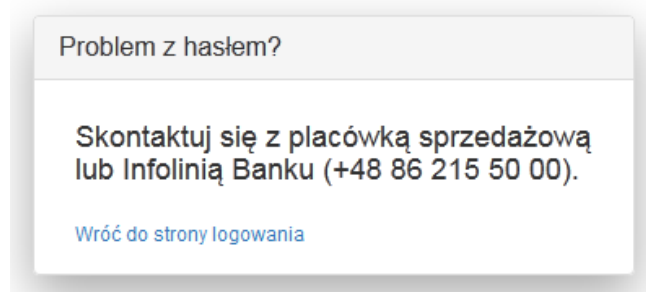 Problem z hasłem?
Skontaktuj się z placówką sprzedażową
lub Infolinią Banku (+48 86 215 50 00).
Wróć do strony logowania